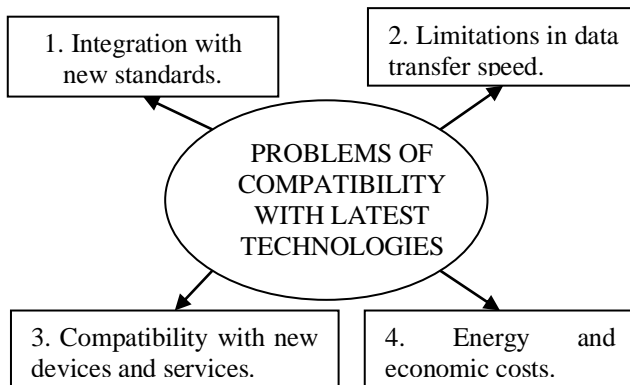 1. Integration with
new standards.
2. Limitations in data
transfer speed.
PROBLEMS OF
COMPATIBILITY
WITH LATEST
TECHNOLOGIES
3. Compatibility with new
devices and services.
4. Energy and
economic costs.